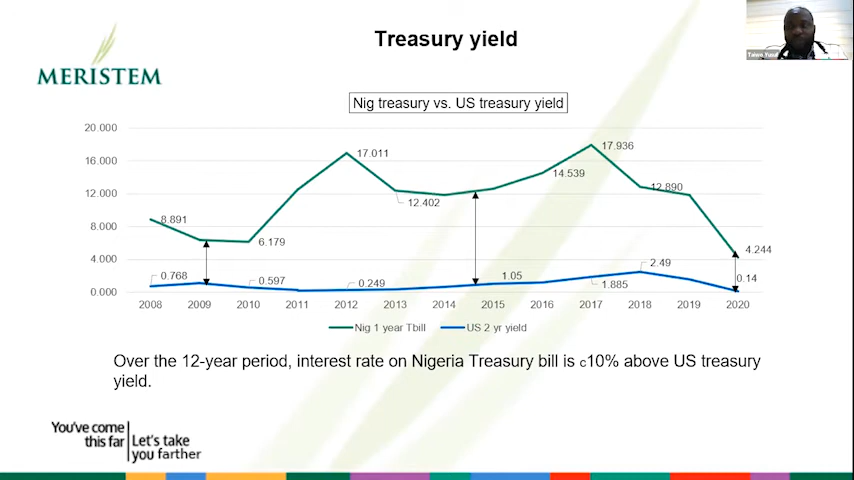 Treasury yield
Taiwo Yusuf
MERISTEM
Nig treasury vs. US treasury yield
20.000
16.000
12.000
8.000
4.000
0.000
8.891
6.179
17.011
12.402
14.539
17.936
12.890
4.244
0.768
0.597
0.249
1.05
1.885
2.49
0.14
2008 2009 2010 2011 2012 2013 2014 2015 2016 2017 2018 2019 2020
Nig 1 year Tbill US 2 yr yield
Over the 12-year period, interest rate on Nigeria Treasury bill is c10% above US treasury
yield.
You've come
this far
Let's take
you farther